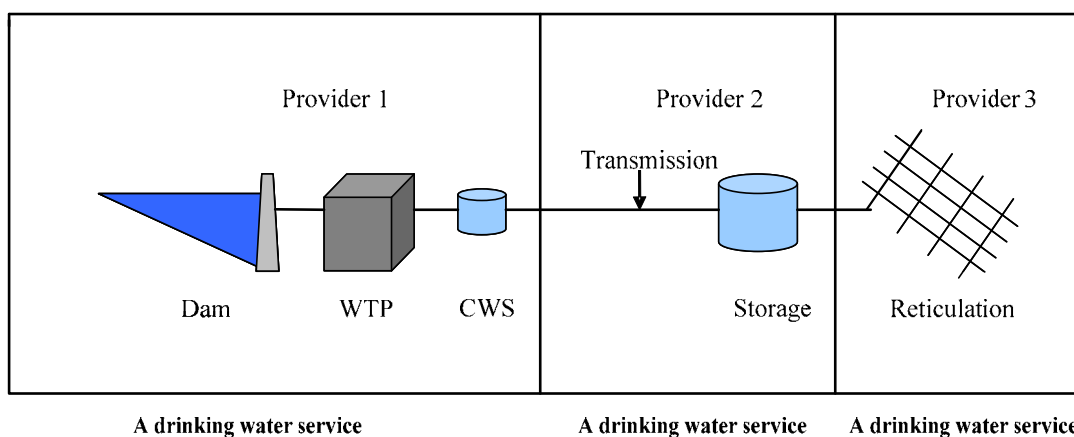 Provider 1
Provider 2
Provider 3
Transmission
Dam
WTP
CWS
Storage
Reticulation
A drinking water service
A drinking water service
A drinking water service